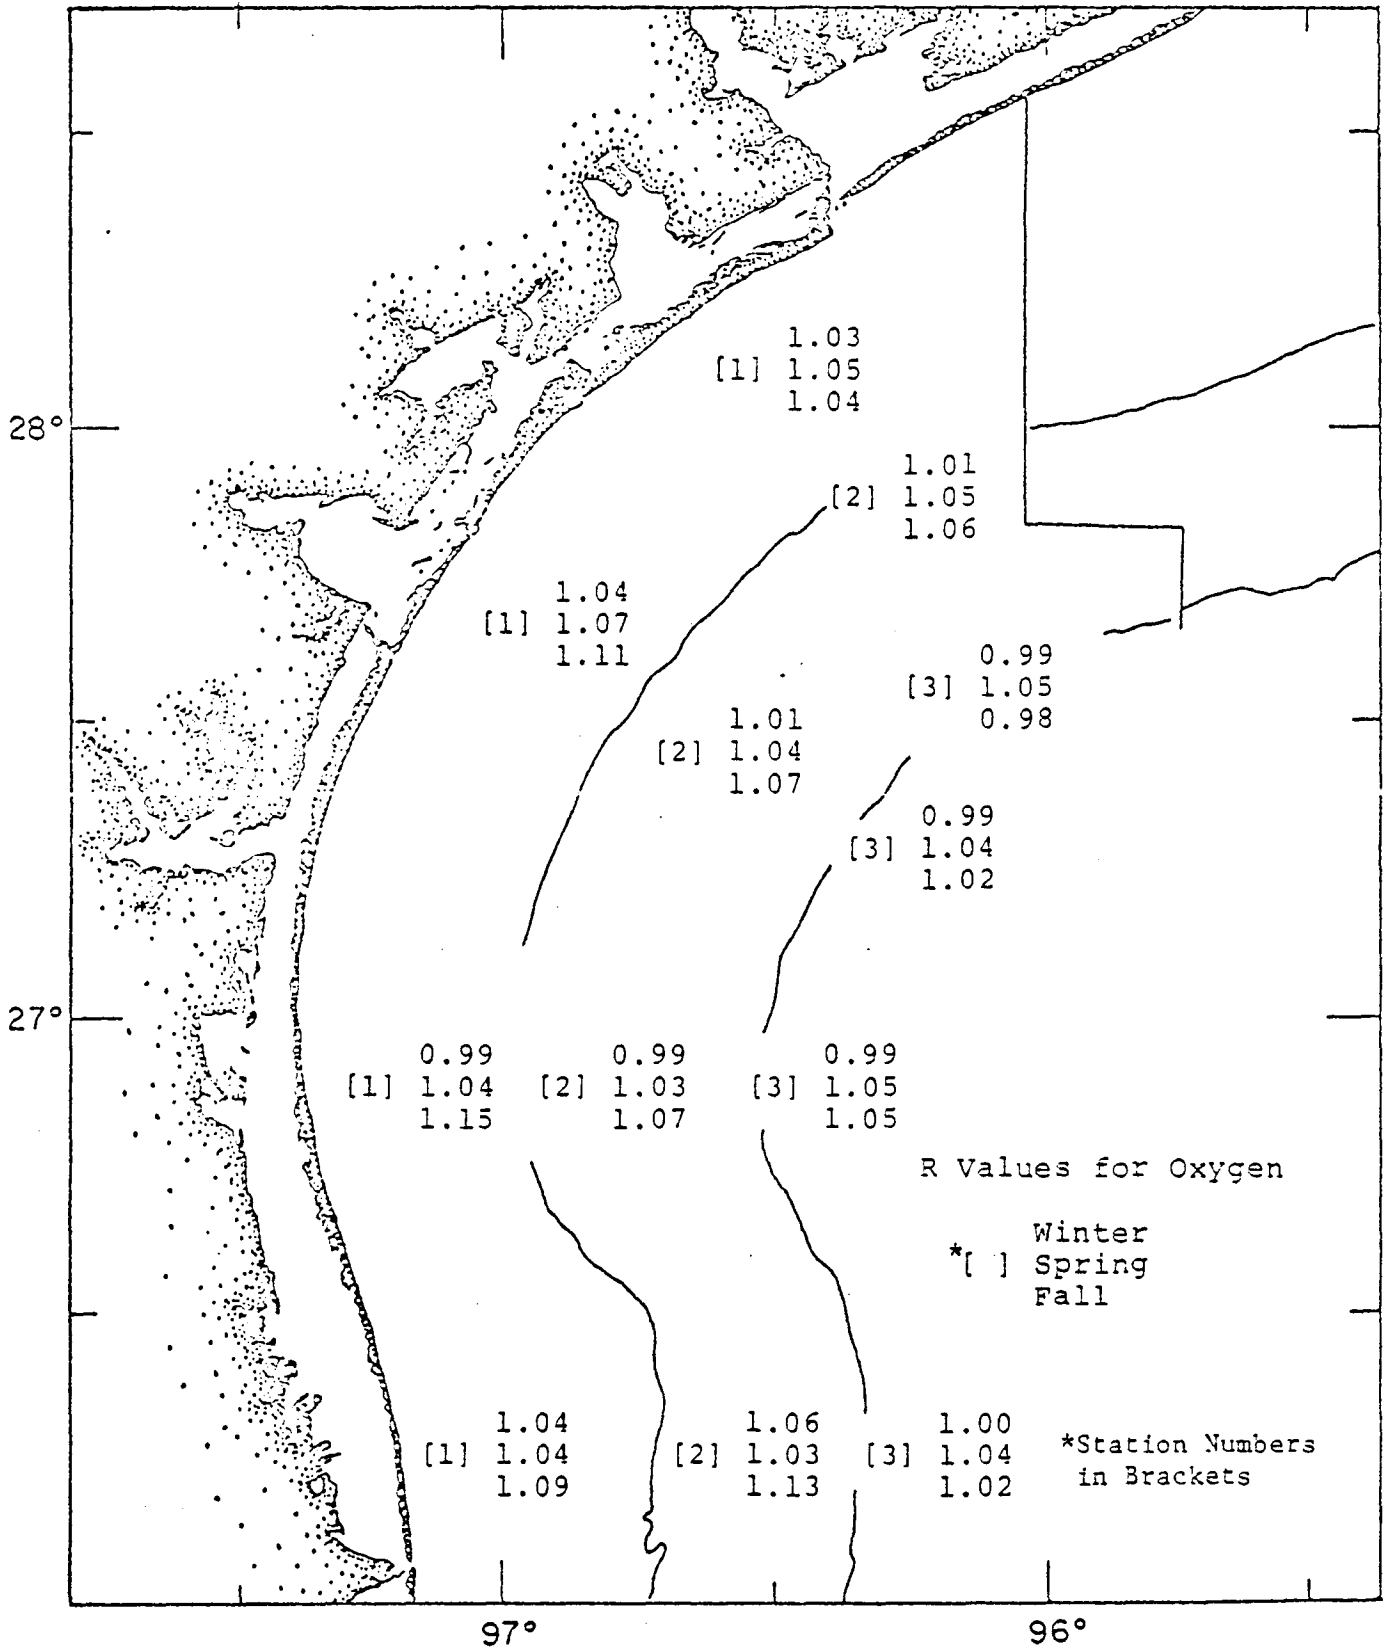 1.03
[1] 1.05
1.04
28°
1.01
[2] 1.05
1.06
1.04
[1] 1.07
1.11
0.99
[3] 1.05
0.98
1.01
[2] 1.04
1.07
0.99
[3] 1.04
1.02
27°
0.99 0.99 0.99
[1] 1.04 [2] 1.03 [3] 1.05
1.15 1.07 1.05
R Values for Oxygen
Winter
*[ ] Spring
Fall
1.04 1.06 1.00
[1] 1.04 [2] 1.03 [3] 1.04
1.09 1.13 1.02
*Station Numbers
in Brackets
97° 96°